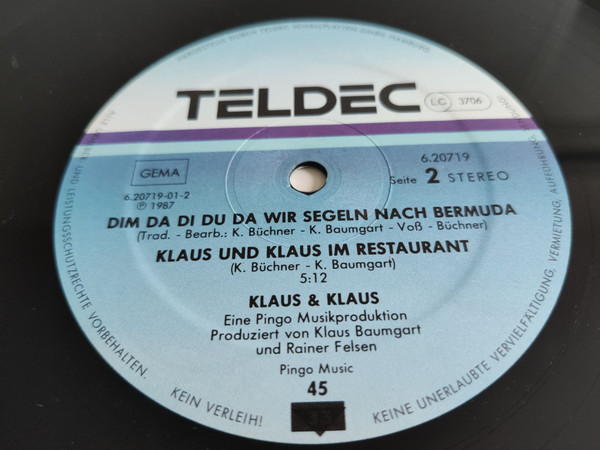 TELDEC
LC 3706
GEMA
6.20719-01-2
Ⓟ 1987
6.20719
Seite 2 STEREO
DIM DA DI DU DA WIR SEGELN NACH BERMUDA
(Trad. - Bearb.: K. Büchner - K. Baumgart - Voß - Büchner)
KLAUS UND KLAUS IM RESTAURANT
(K. Büchner - K. Baumgart)
5:12
KLAUS & KLAUS
Eine Pingo Musikproduktion
Produziert von Klaus Baumgart
und Rainer Felsen
Pingo Music
45
UND LEISTUNGSSCHUTZRECHTE VORBEHALTEN.
KEIN VERLEIH!
KEINE UNERLAUBTE VERVIELFÄLTIGUNG, VERMIETUNG, AUFFÜHRUNG,